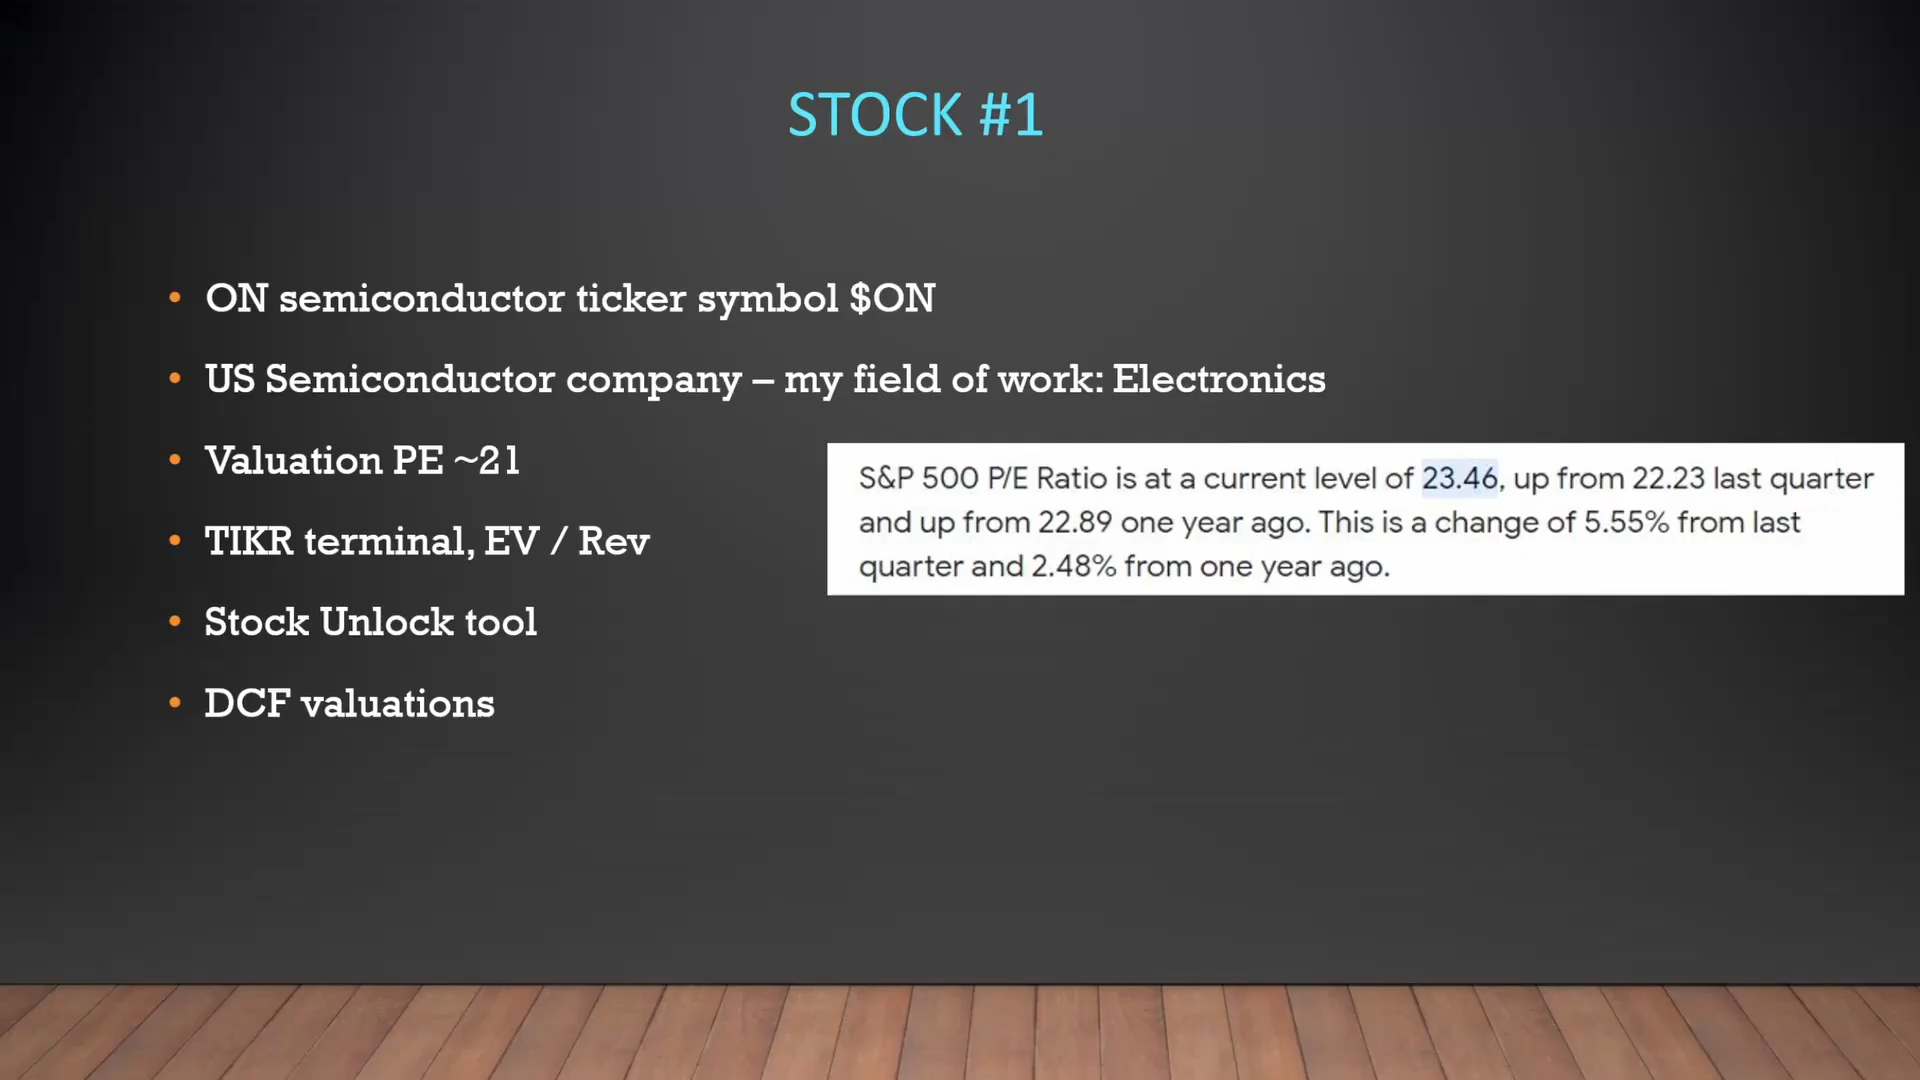 STOCK #1
• ON semiconductor ticker symbol $ON
• US Semiconductor company – my field of work: Electronics
• Valuation PE ~21
• TIKR terminal, EV / Rev
• Stock Unlock tool
• DCF valuations
S&P 500 P/E Ratio is at a current level of 23.46, up from 22.23 last quarter
and up from 22.89 one year ago. This is a change of 5.55% from last
quarter and 2.48% from one year ago.